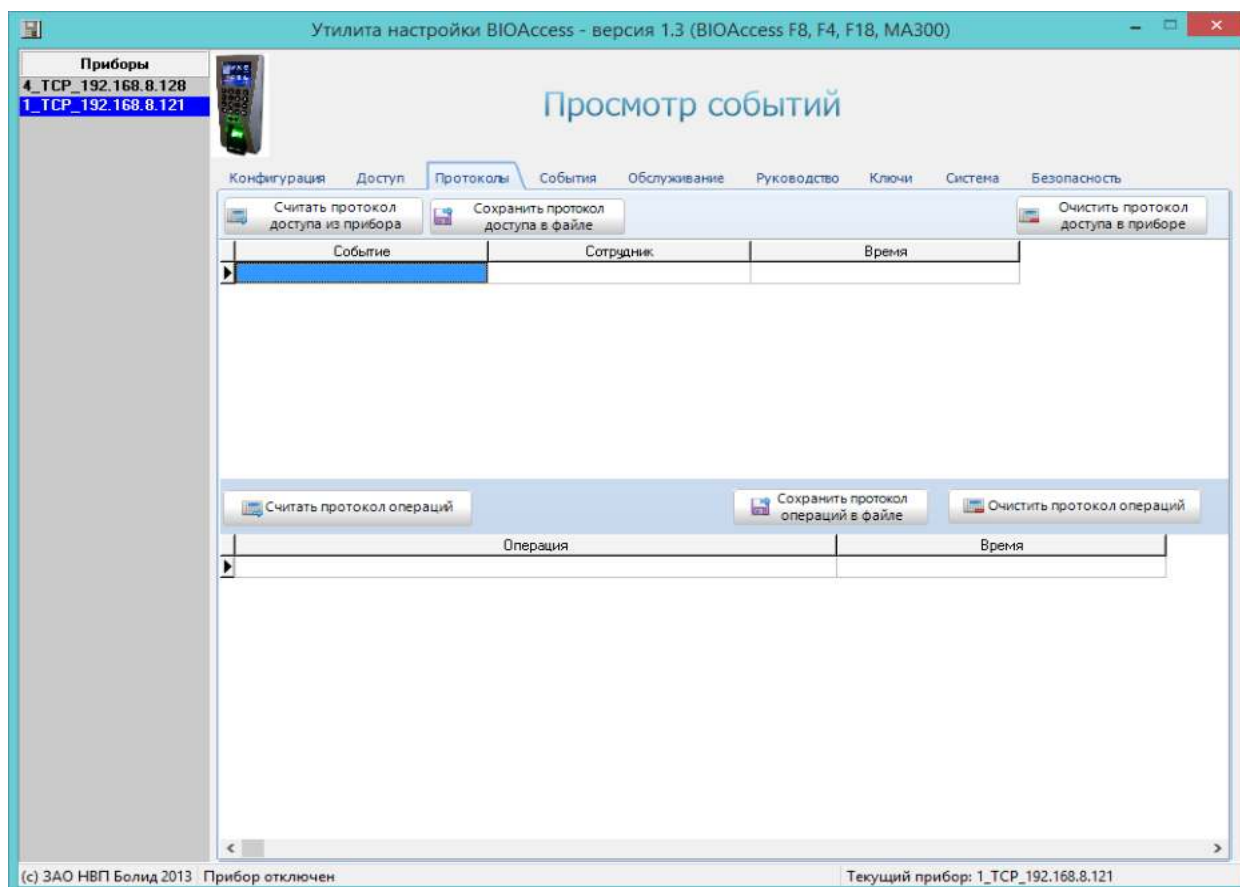 Утилита настройки BIOAccess - версия 1.3 (BIOAccess F8, F4, F18, MA300)
Приборы
4_TCP_192.168.8.128
1_TCP_192.168.8.121
Просмотр событий
Конфигурация Доступ Протоколы События Обслуживание Руководство Ключи Система Безопасность
Считать протокол
доступа из прибора
Сохранить протокол
доступа в файле
Очистить протокол
доступа в приборе
Событие Сотрудник Время
Считать протокол операций
Сохранить протокол
операций в файле
Очистить протокол операций
Операция Время
(c) ЗАО НВП Болид 2013 Прибор отключен Текущий прибор: 1_TCP_192.168.8.121